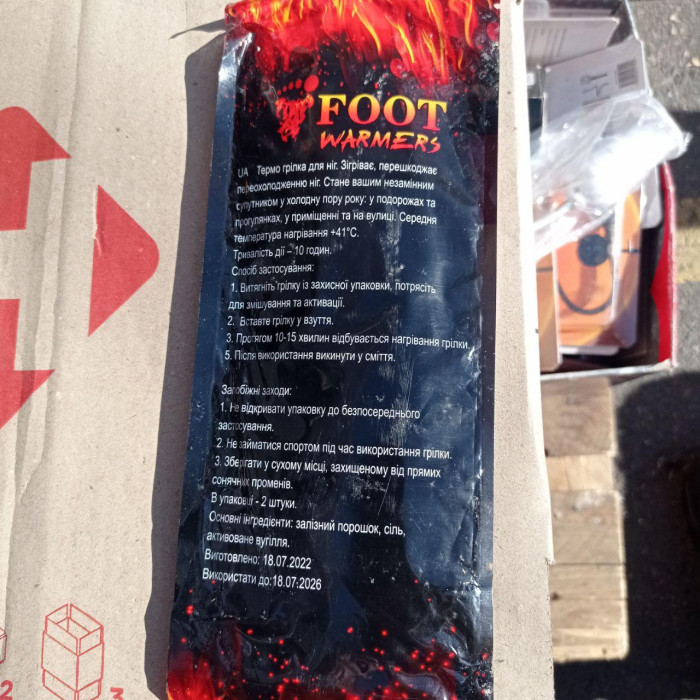 FOOT
WARMERS
UA Термо грілка для ніг. Зігріває, перешкоджає
переохолодженню ніг. Стане вашим незамінним
супутником у холодну пору року: у подорожах та
прогулянках, у приміщенні та на вулиці. Середня
температура нагрівання +41°C.
Тривалість дії – 10 годин.
Спосіб застосування:
1. Витягніть грілку із захисної упаковки, потрясіть
для змішування та активації.
2. Вставте грілку у взуття.
3. Протягом 10-15 хвилин відбувається нагрівання грілки.
5. Після використання викинути у сміття.
Запобіжні заходи:
1. Не відкривати упаковку до безпосереднього
застосування.
2. Не займатися спортом під час використання грілки.
3. Зберігати у сухому місці, захищеному від прямих
сонячних променів.
В упаковці - 2 штуки.
Основні інгредієнти: залізний порошок, сіль,
активоване вугілля.
Виготовлено: 18.07.2022
Використати до:18.07.2026
2
3